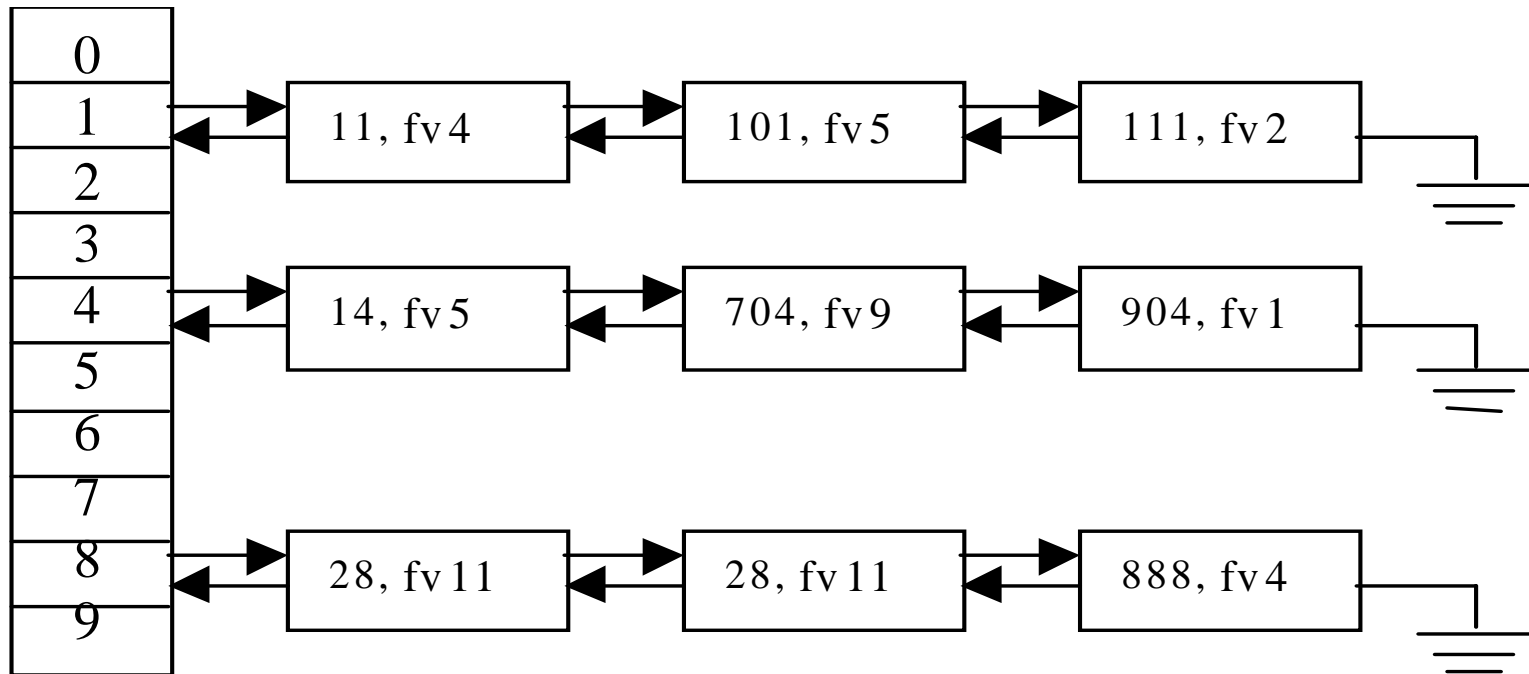 0
1
11, fv4
101, fv5
111, fv2
2
3
4
14, fv5
704, fv9
904, fv1
5
6
7
8
28, fv11
28, fv11
888, fv4
9